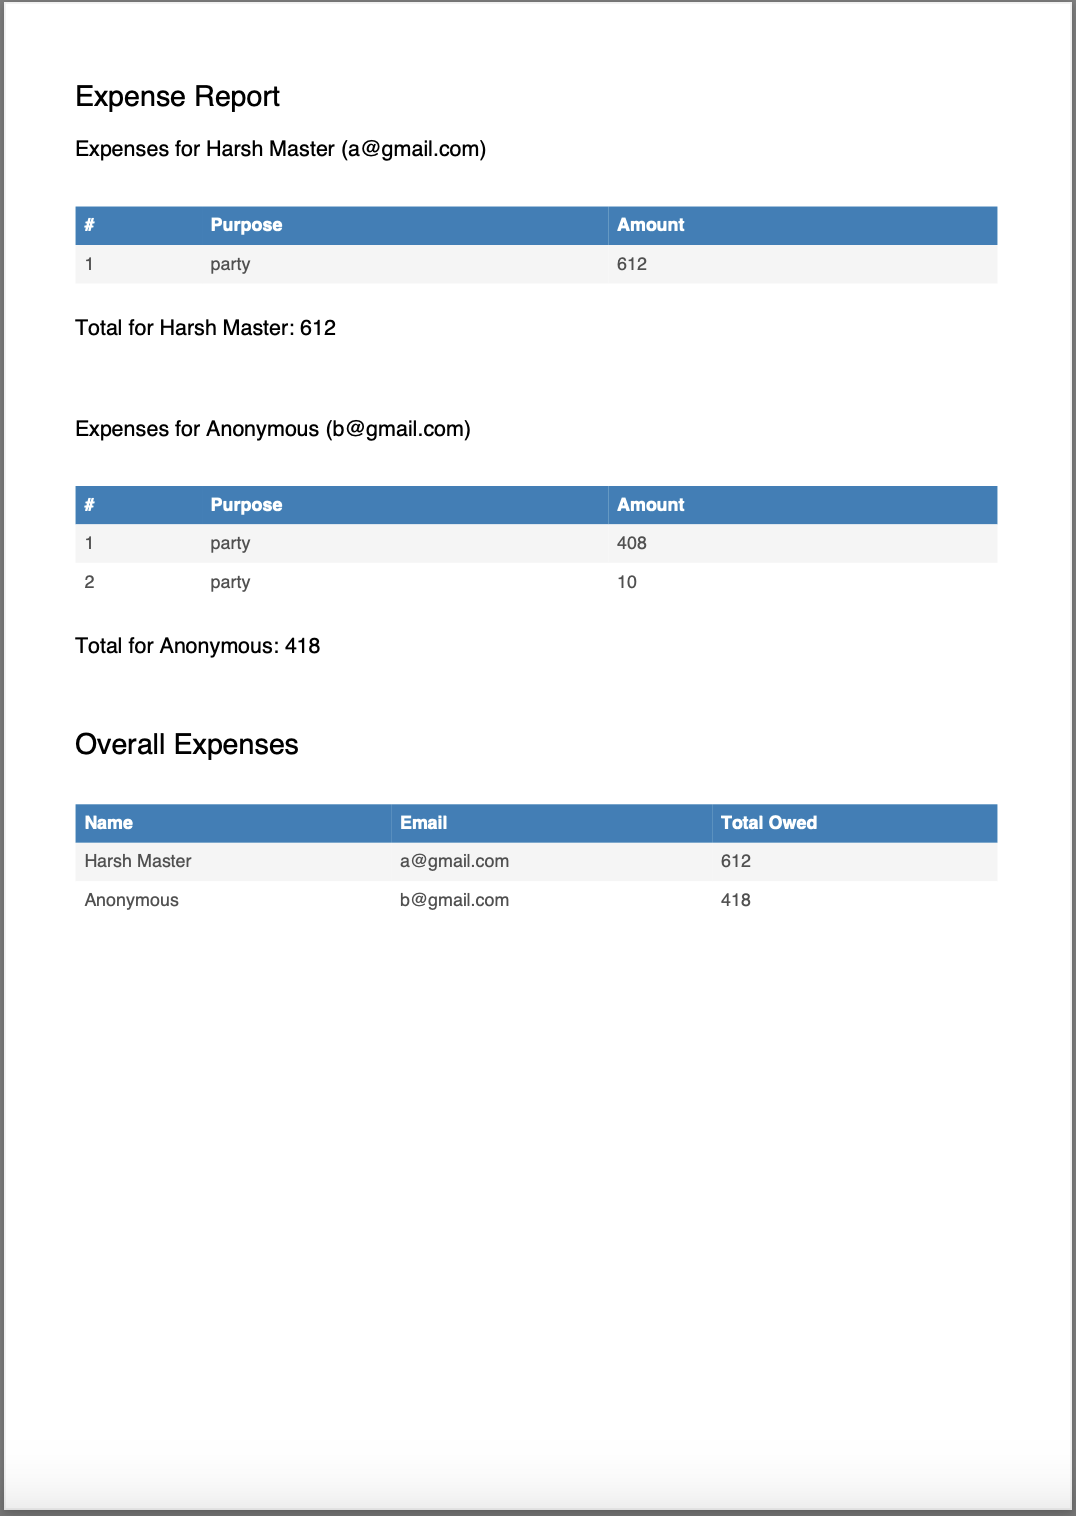 Expense Report
Expenses for Harsh Master (a@gmail.com)
# Purpose Amount
1 party 612
Total for Harsh Master: 612
Expenses for Anonymous (b@gmail.com)
# Purpose Amount
1 party 408
2 party 10
Total for Anonymous: 418
Overall Expenses
Name Email Total Owed
Harsh Master a@gmail.com 612
Anonymous b@gmail.com 418